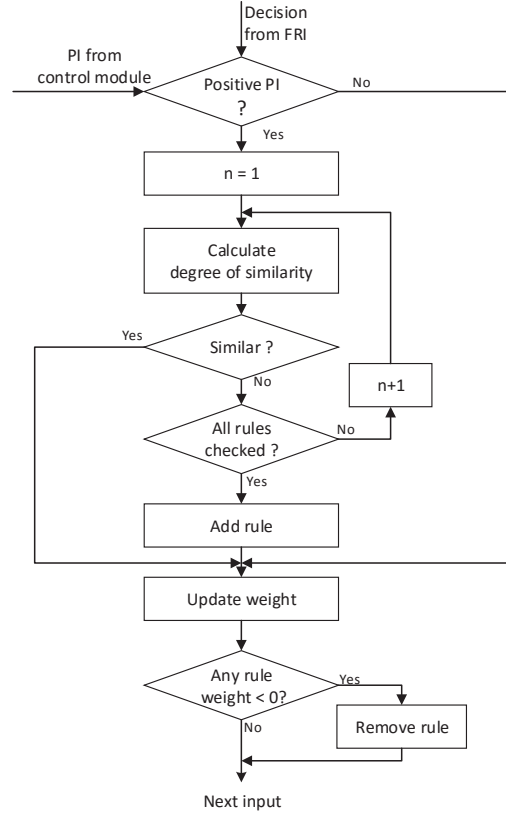 Decision
from FRI
PI from
control module
Positive PI
?
No
Yes
n = 1
Calculate
degree of similarity
Yes
Similar ?
No
n+1
All rules
checked ?
No
Yes
Add rule
Update weight
Any rule
weight < 0?
Yes
No
Remove rule
Next input